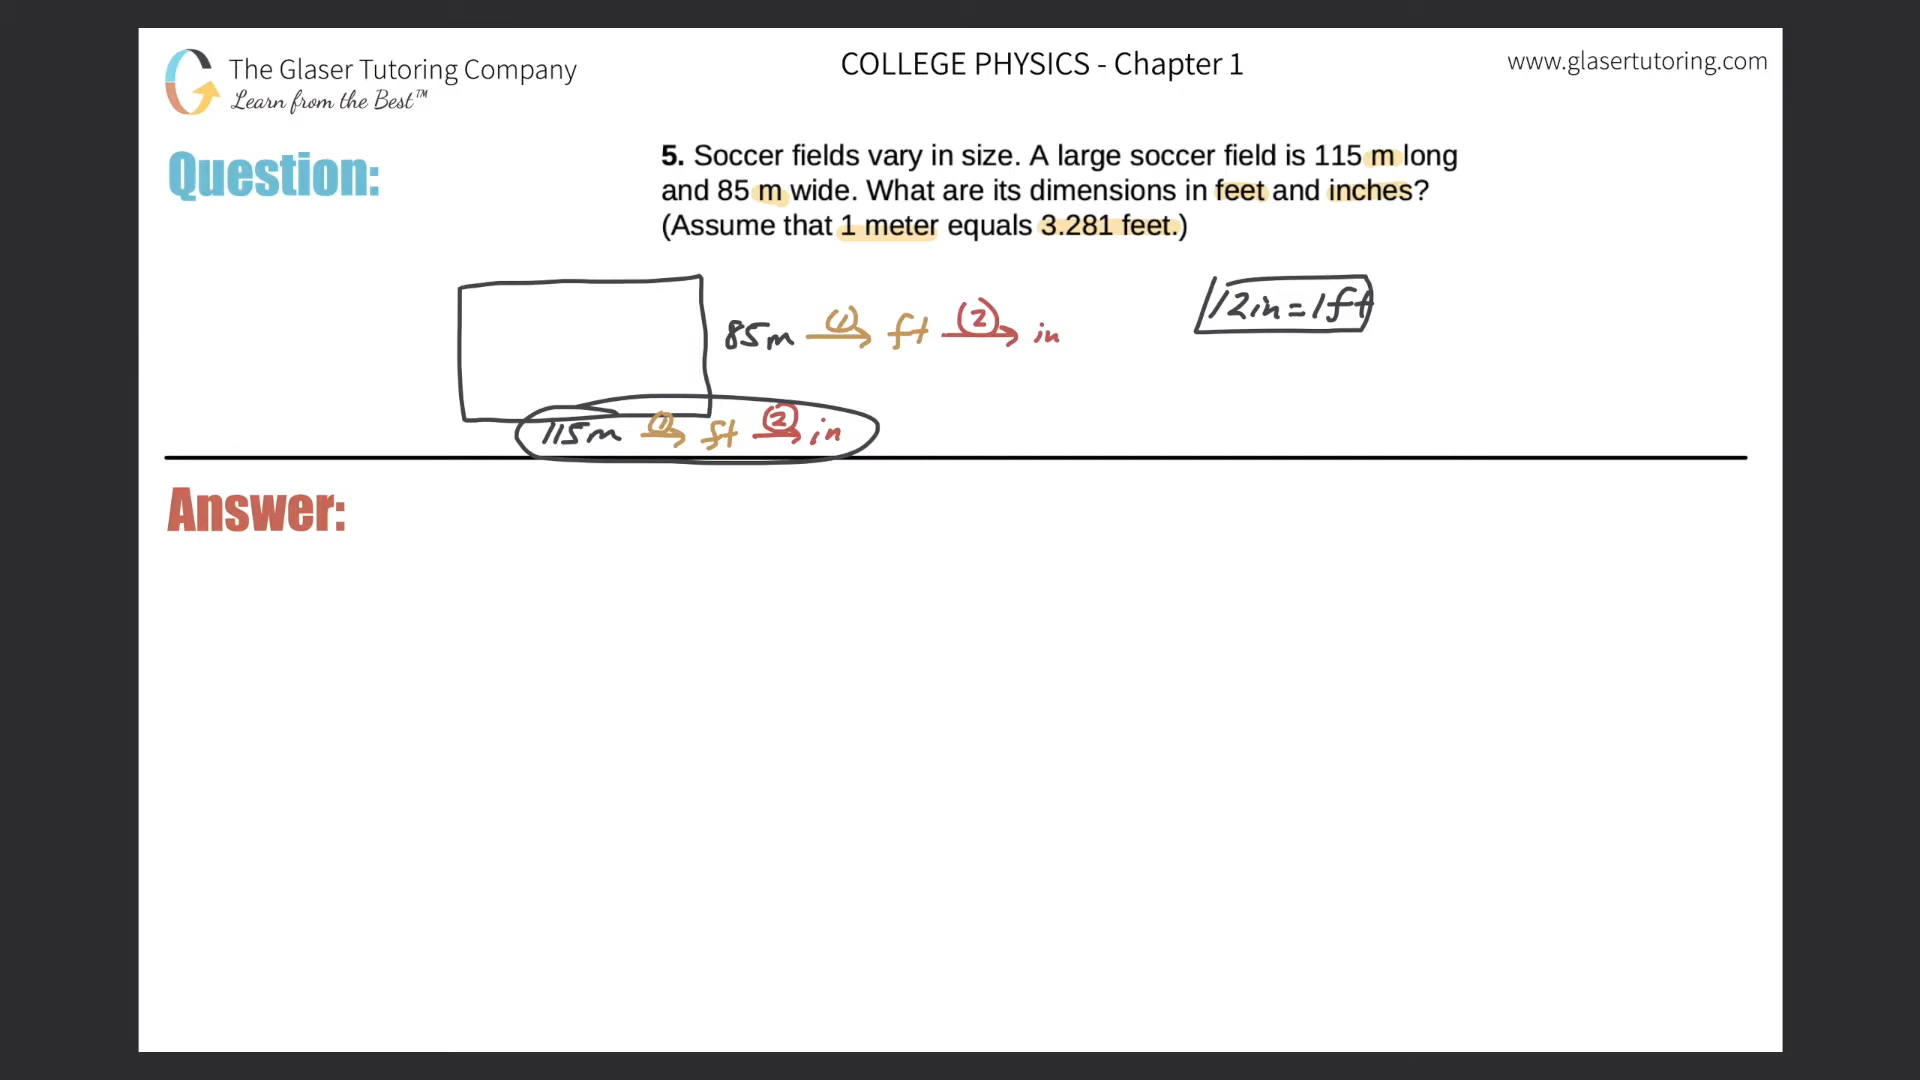 The Glaser Tutoring Company
Learn from the Best™
COLLEGE PHYSICS - Chapter 1
www.glasertutoring.com
Question:
5. Soccer fields vary in size. A large soccer field is 115 m long
and 85 m wide. What are its dimensions in feet and inches?
(Assume that 1 meter equals 3.281 feet.)
12in = 1ft
85m (1) ft (2) in
115m (1) ft (2) in
Answer: